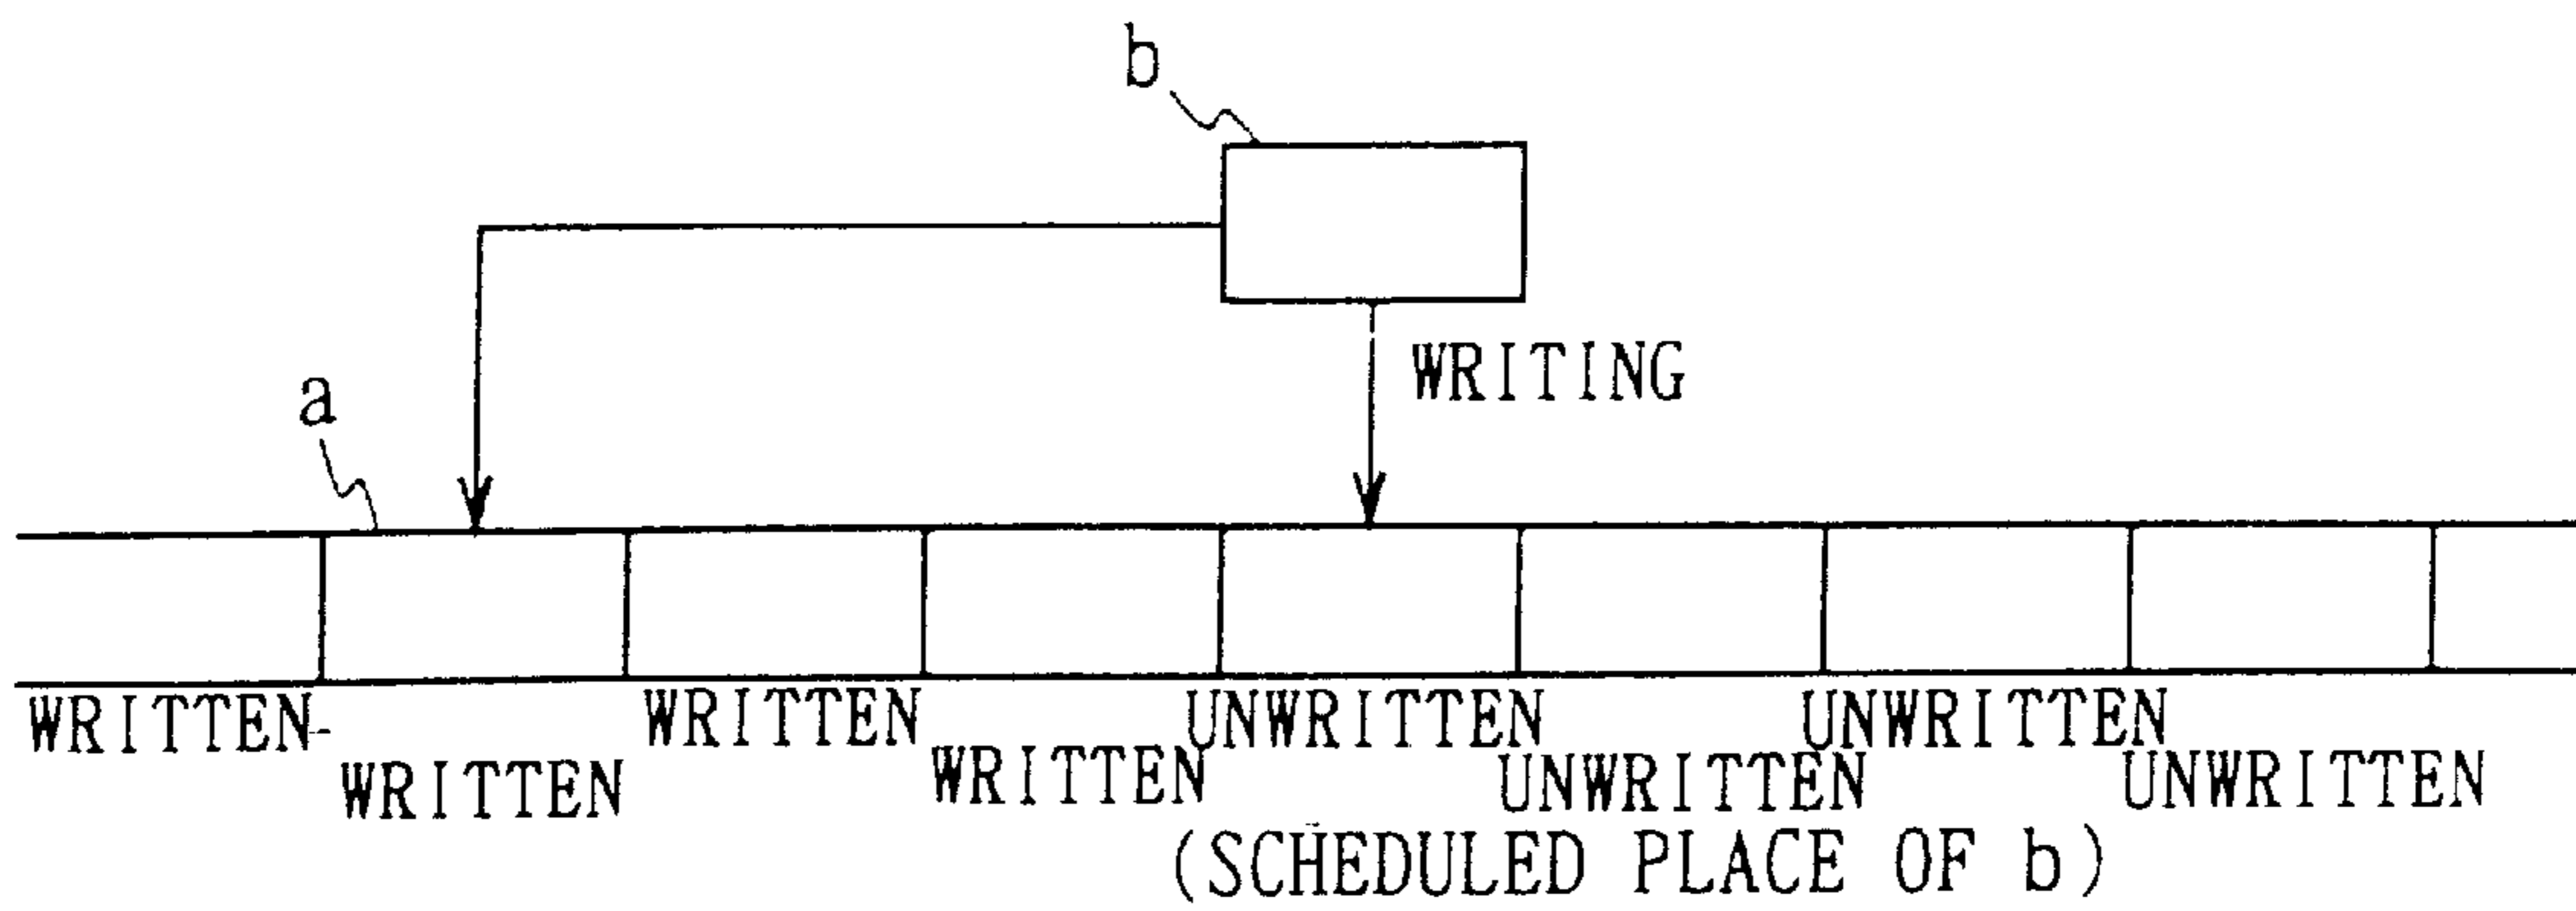 b
WRITING
a
WRITTEN WRITTEN UNWRITTEN UNWRITTEN
WRITTEN WRITTEN UNWRITTEN UNWRITTEN
(SCHEDULED PLACE OF b)